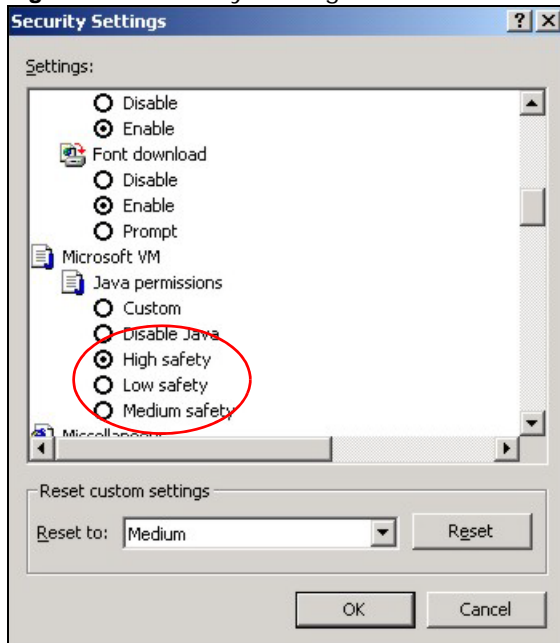 Security Settings
Settings:
Disable
Enable
Font download
Disable
Enable
Prompt
Microsoft VM
Java permissions
Custom
Disable Java
High safety
Low safety
Medium safety
Miscellaneous
Reset custom settings
Reset to: Medium Reset
OK Cancel